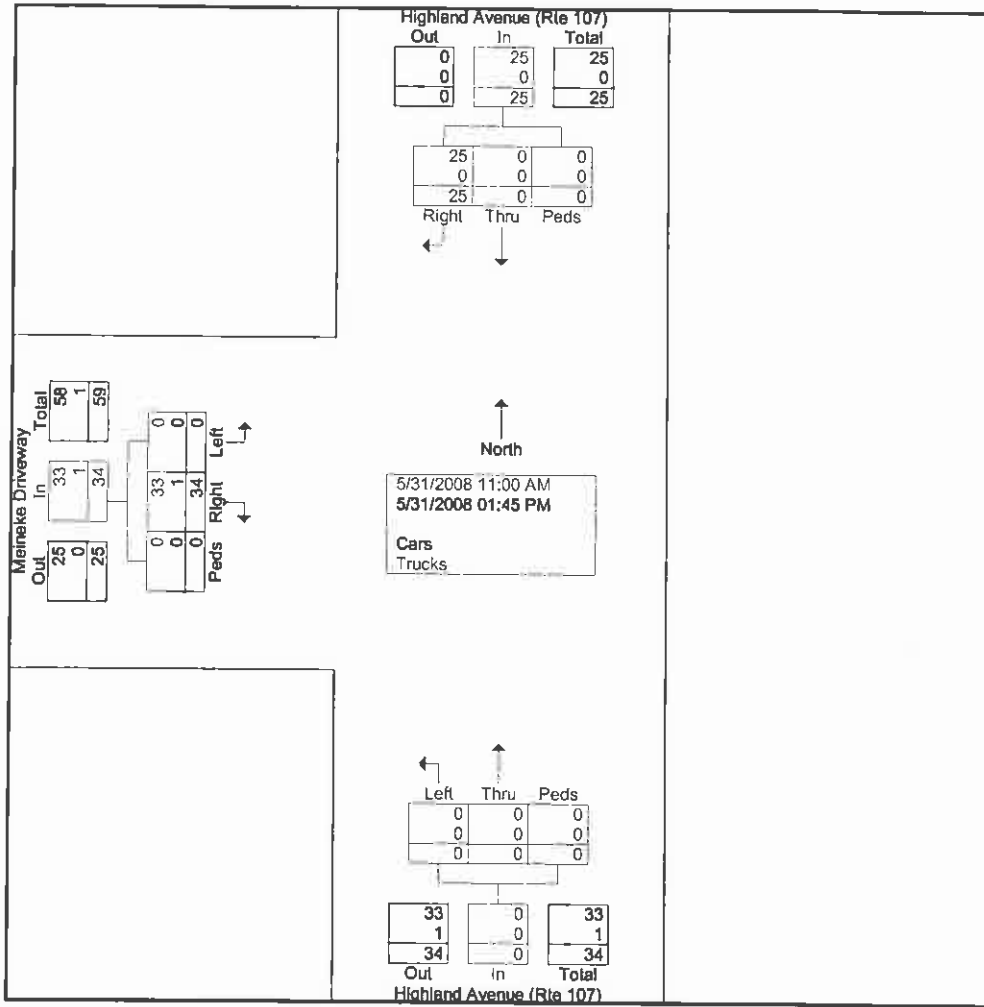 Highland Avenue (Rte 107)
Out In Total
0 25 25
0 0 0
0 25 25
25 0 0
0 0 0
25 0 0
Right Thru Peds
Meineke Driveway
Out In Total
25 33 58
0 1 1
25 34 59
0 33 0
0 1 0
0 34 0
Peds Right Left
North
5/31/2008 11:00 AM
5/31/2008 01:45 PM
Cars
Trucks
Left Thru Peds
0 0 0
0 0 0
0 0 0
33 0 33
1 0 1
34 0 34
Out In Total
Highland Avenue (Rte 107)